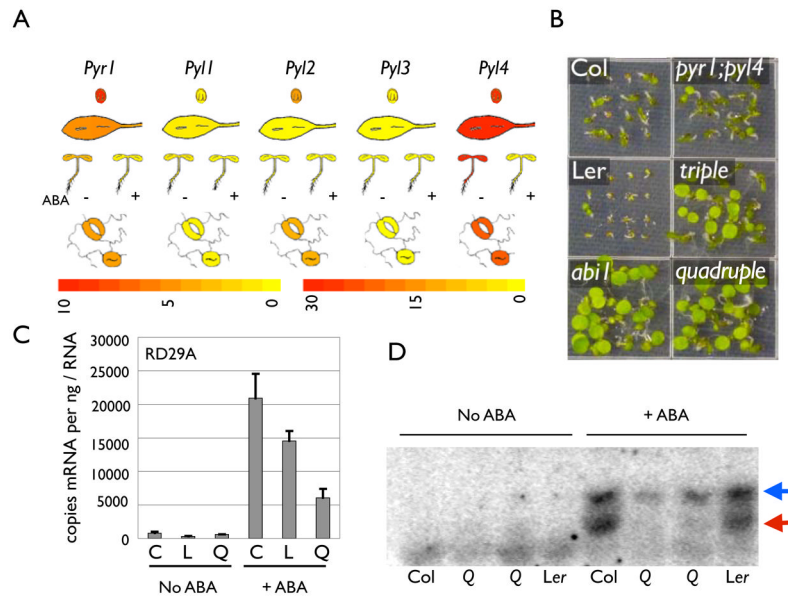 A
Pyr1 Pyl1 Pyl2 Pyl3 Pyl4
ABA - + - + - + - + - +
10 5 0 30 15 0
B
Col pyr1;pyl4
Ler triple
abi1 quadruple
C
RD29A
copies mRNA per ng / RNA
30000
25000
20000
15000
10000
5000
0
C L Q C L Q
No ABA + ABA
D
No ABA + ABA
Col Q Q Ler Col Q Q Ler